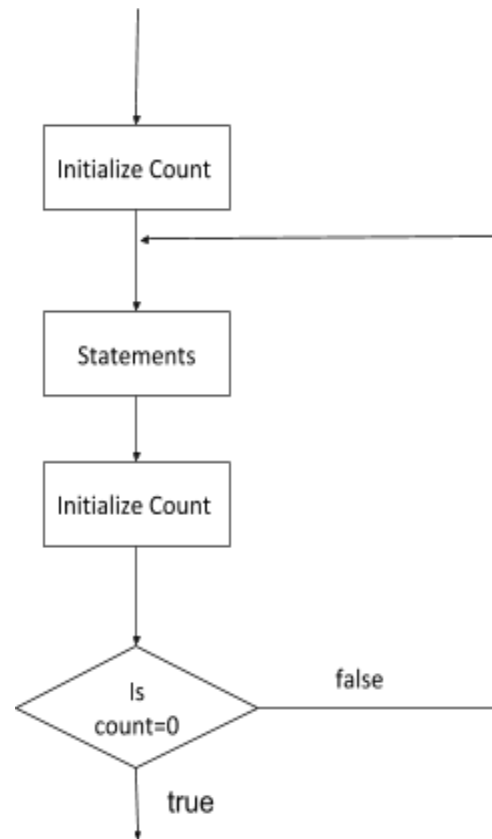 Initialize Count
Statements
Initialize Count
Is
count=0
false
true